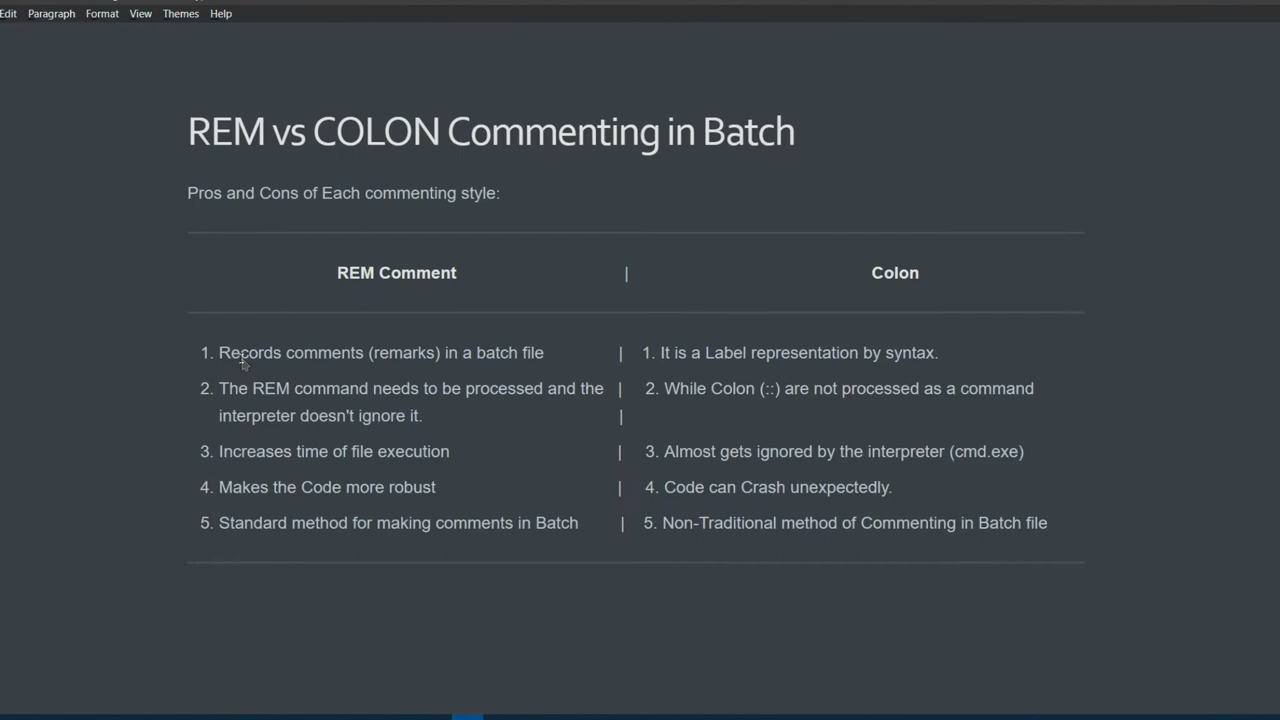 Edit Paragraph Format View Themes Help
REM vs COLON Commenting in Batch
Pros and Cons of Each commenting style:
REM Comment | Colon
1. Records comments (remarks) in a batch file | 1. It is a Label representation by syntax.
2. The REM command needs to be processed and the | 2. While Colon (::) are not processed as a command
interpreter doesn't ignore it. |
3. Increases time of file execution | 3. Almost gets ignored by the interpreter (cmd.exe)
4. Makes the Code more robust | 4. Code can Crash unexpectedly.
5. Standard method for making comments in Batch | 5. Non-Traditional method of Commenting in Batch file